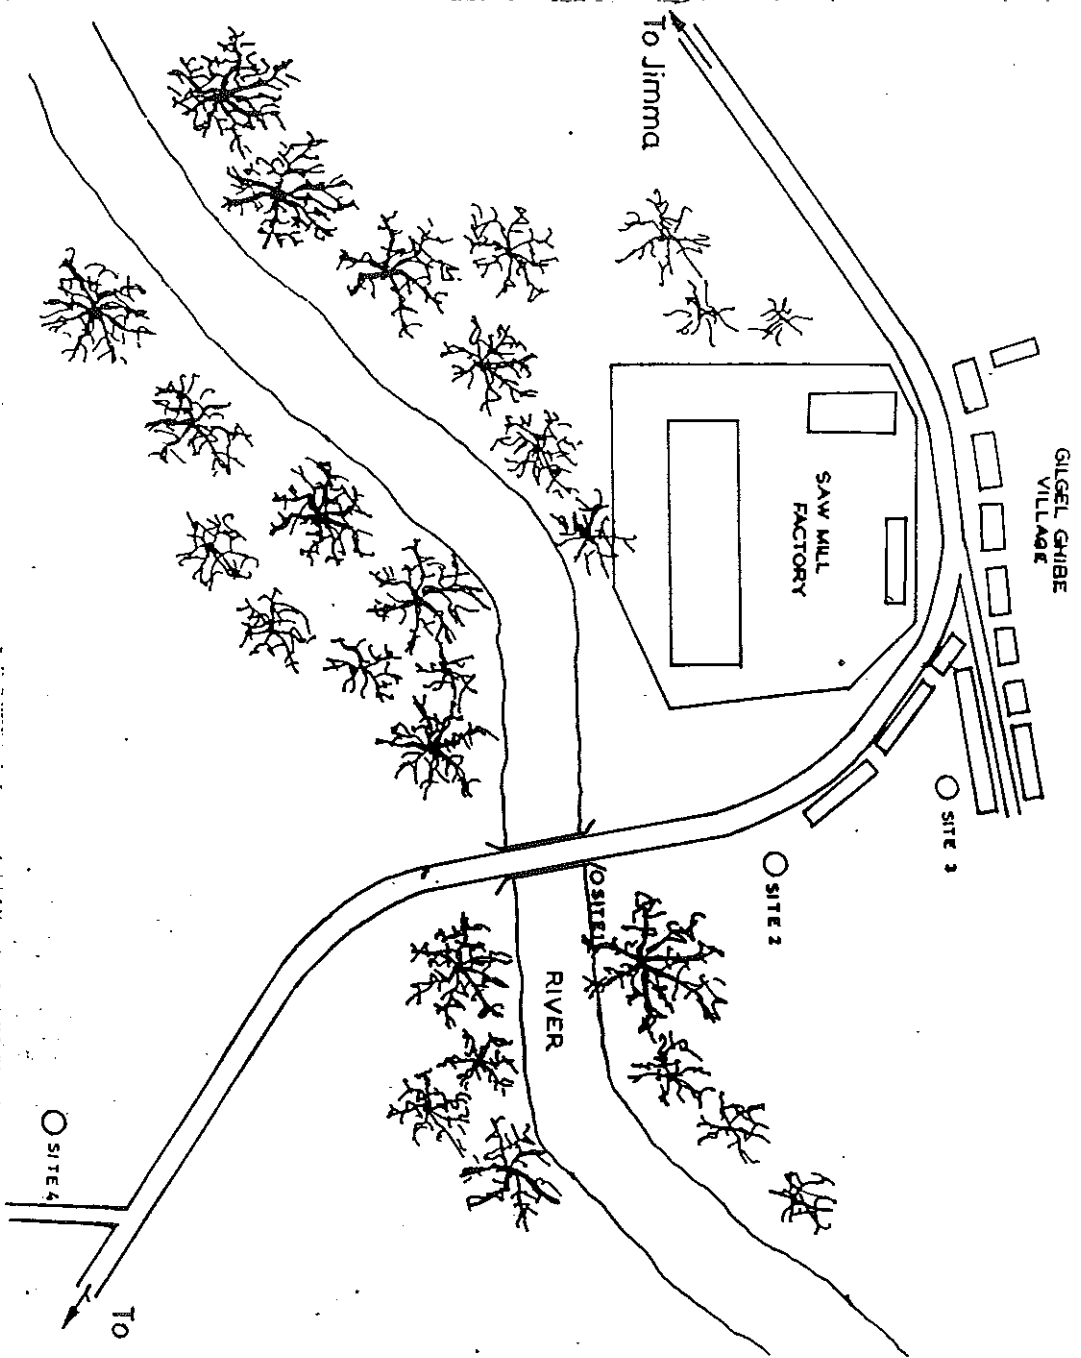 GILGEL GHIBE
VILLAGE
To Jimma
SAW MILL
FACTORY
SITE 3
SITE 2
SITE 1
RIVER
SITE 4
To